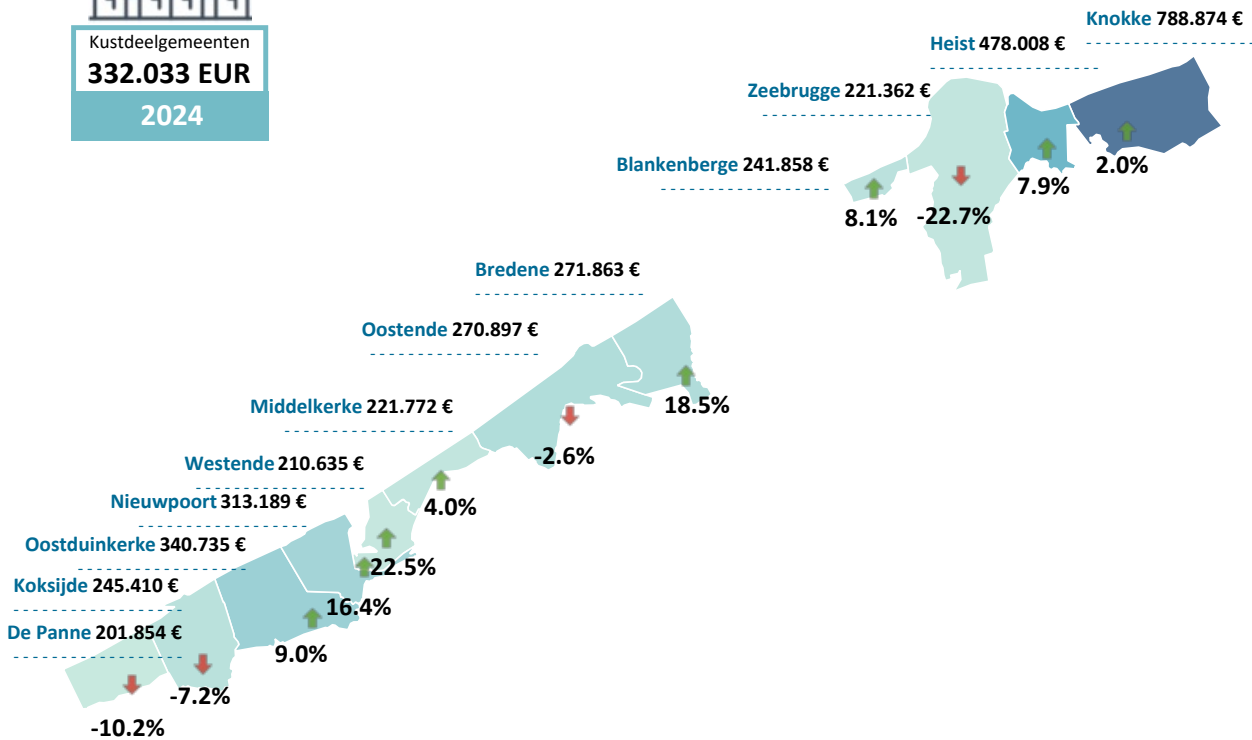 Kustdeelgemeenten
332.033 EUR
2024
Knokke 788.874 €
Heist 478.008 €
Zeebrugge 221.362 €
Blankenberge 241.858 €
2.0%
7.9%
8.1%
-22.7%
Bredene 271.863 €
Oostende 270.897 €
Middelkerke 221.772 €
18.5%
-2.6%
Westende 210.635 €
Nieuwpoort 313.189 €
4.0%
Oostduinkerke 340.735 €
22.5%
Koksijde 245.410 €
16.4%
De Panne 201.854 €
9.0%
-7.2%
-10.2%